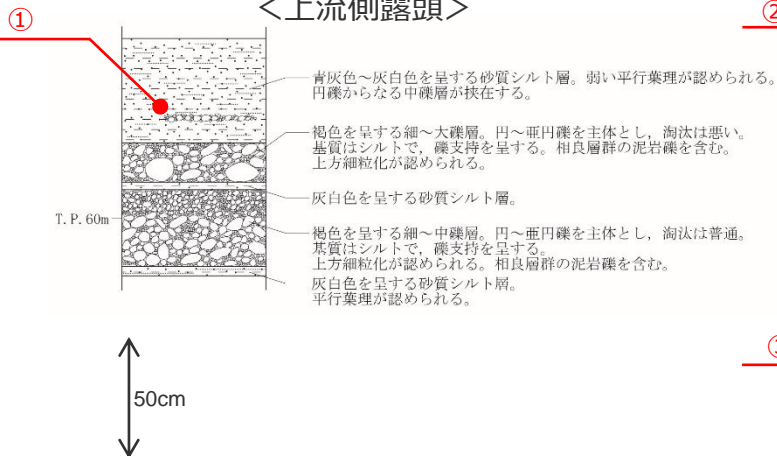 <上流側露頭>
①
②
青灰色~灰白色を呈する砂質シルト層。弱い平行葉理が認められる。
円礫からなる中礫層が挟在する。
褐色を呈する細~大礫層。円~亜円礫を主体とし，淘汰は悪い。
基質はシルトで，礫支持を呈する。相良層群の泥岩礫を含む。
上方細粒化が認められる。
灰白色を呈する砂質シルト層。
T.P.60m
褐色を呈する細~中礫層。円~亜円礫を主体とし，淘汰は普通。
基質はシルトで，礫支持を呈する。
上方細粒化が認められる。相良層群の泥岩礫を含む。
灰白色を呈する砂質シルト層。
平行葉理が認められる。
③
50cm